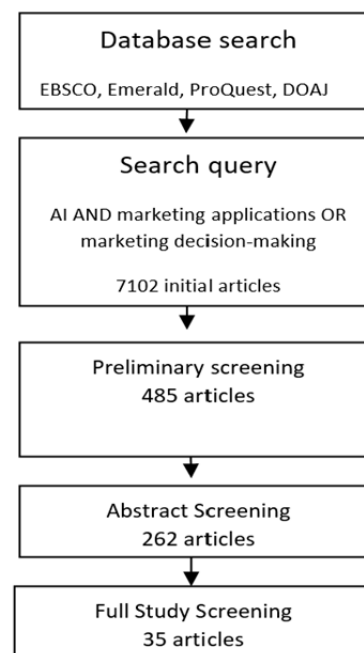 Database search
EBSCO, Emerald, ProQuest, DOAJ
Search query
AI AND marketing applications OR
marketing decision-making
7102 initial articles
Preliminary screening
485 articles
Abstract Screening
262 articles
Full Study Screening
35 articles